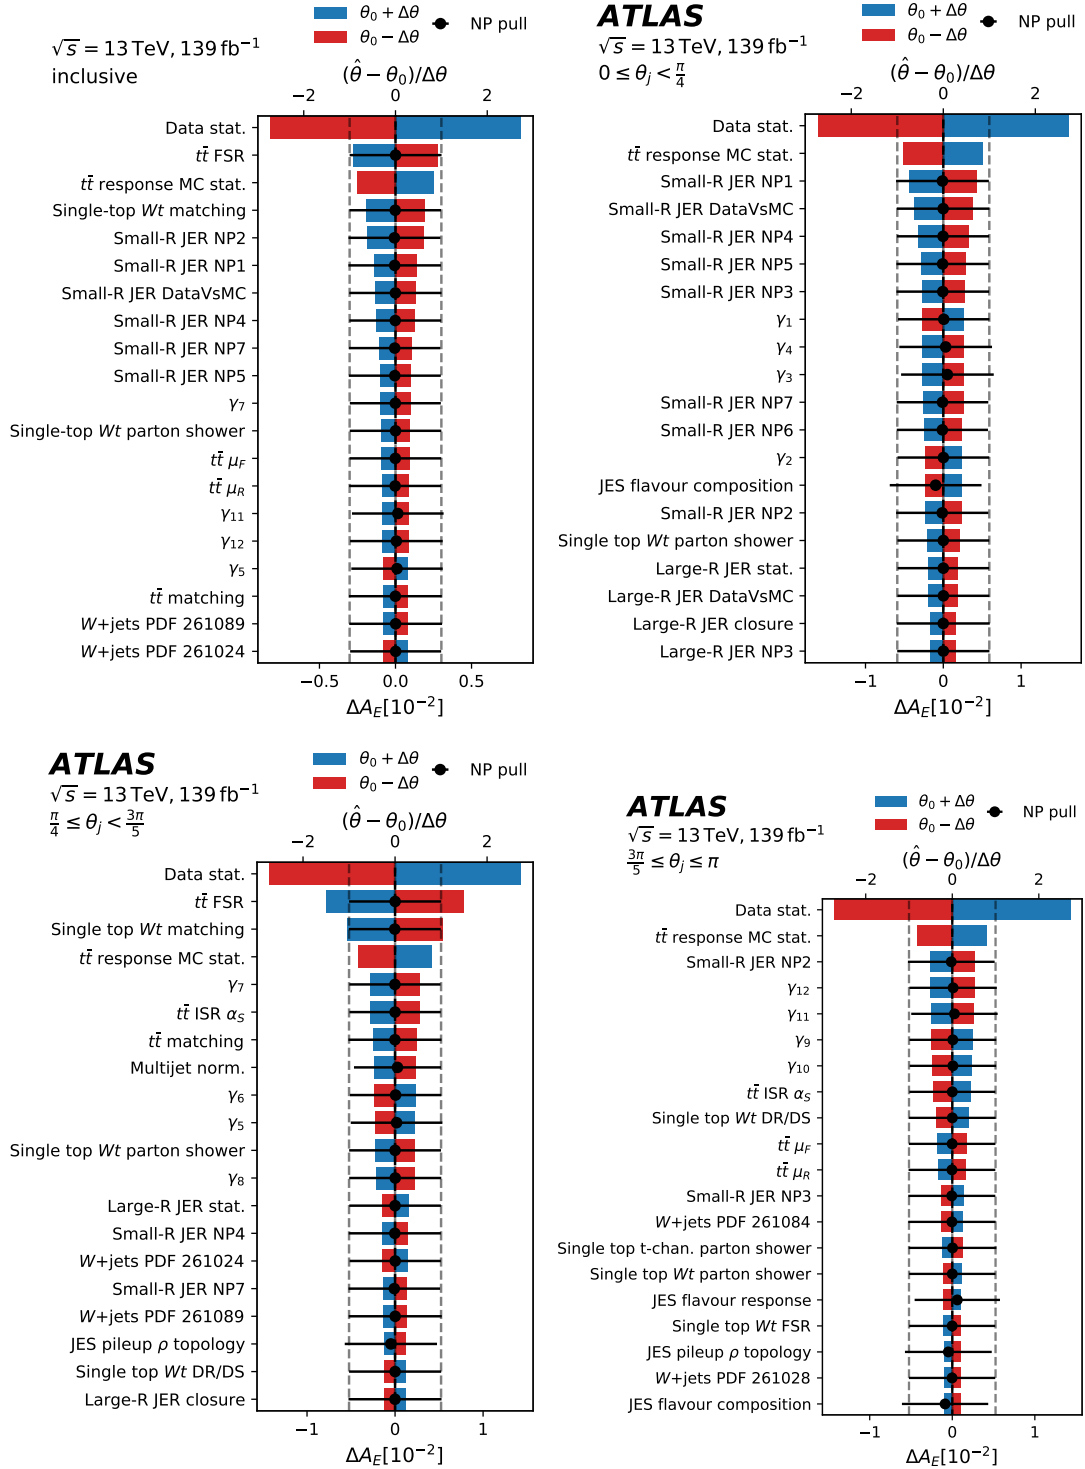 θ₀ + Δθ
θ₀ − Δθ
NP pull
√s = 13 TeV, 139 fb⁻¹
inclusive
(θ̂ − θ₀)/Δθ
−2 0 2
Data stat.
tt̄ FSR
tt̄ response MC stat.
Single-top Wt matching
Small-R JER NP2
Small-R JER NP1
Small-R JER DataVsMC
Small-R JER NP4
Small-R JER NP7
Small-R JER NP5
γ₇
Single-top Wt parton shower
tt̄ μ_F
tt̄ μ_R
γ₁₁
γ₁₂
γ₅
tt̄ matching
W+jets PDF 261089
W+jets PDF 261024
−0.5 0.0 0.5
ΔA_E[10⁻²]
ATLAS
θ₀ + Δθ
θ₀ − Δθ
NP pull
√s = 13 TeV, 139 fb⁻¹
0 ≤ θ_j < π/4
(θ̂ − θ₀)/Δθ
−2 0 2
Data stat.
tt̄ response MC stat.
Small-R JER NP1
Small-R JER DataVsMC
Small-R JER NP4
Small-R JER NP5
Small-R JER NP3
γ₁
γ₄
γ₃
Small-R JER NP7
Small-R JER NP6
γ₂
JES flavour composition
Small-R JER NP2
Single top Wt parton shower
Large-R JER stat.
Large-R JER DataVsMC
Large-R JER closure
Large-R JER NP3
−1 0 1
ΔA_E[10⁻²]
ATLAS
θ₀ + Δθ
θ₀ − Δθ
NP pull
√s = 13 TeV, 139 fb⁻¹
π/4 ≤ θ_j < 3π/5
(θ̂ − θ₀)/Δθ
−2 0 2
Data stat.
tt̄ FSR
Single top Wt matching
tt̄ response MC stat.
γ₇
tt̄ ISR α_S
tt̄ matching
Multijet norm.
γ₆
γ₅
Single top Wt parton shower
γ₈
Large-R JER stat.
Small-R JER NP4
W+jets PDF 261024
Small-R JER NP7
W+jets PDF 261089
JES pileup ρ topology
Single top Wt DR/DS
Large-R JER closure
−1 0 1
ΔA_E[10⁻²]
ATLAS
θ₀ + Δθ
θ₀ − Δθ
NP pull
√s = 13 TeV, 139 fb⁻¹
3π/5 ≤ θ_j ≤ π
(θ̂ − θ₀)/Δθ
−2 0 2
Data stat.
tt̄ response MC stat.
Small-R JER NP2
γ₁₂
γ₁₁
γ₉
γ₁₀
tt̄ ISR α_S
Single top Wt DR/DS
tt̄ μ_F
tt̄ μ_R
Small-R JER NP3
W+jets PDF 261084
Single top t-chan. parton shower
Single top Wt parton shower
JES flavour response
Single top Wt FSR
JES pileup ρ topology
W+jets PDF 261028
JES flavour composition
−1 0 1
ΔA_E[10⁻²]